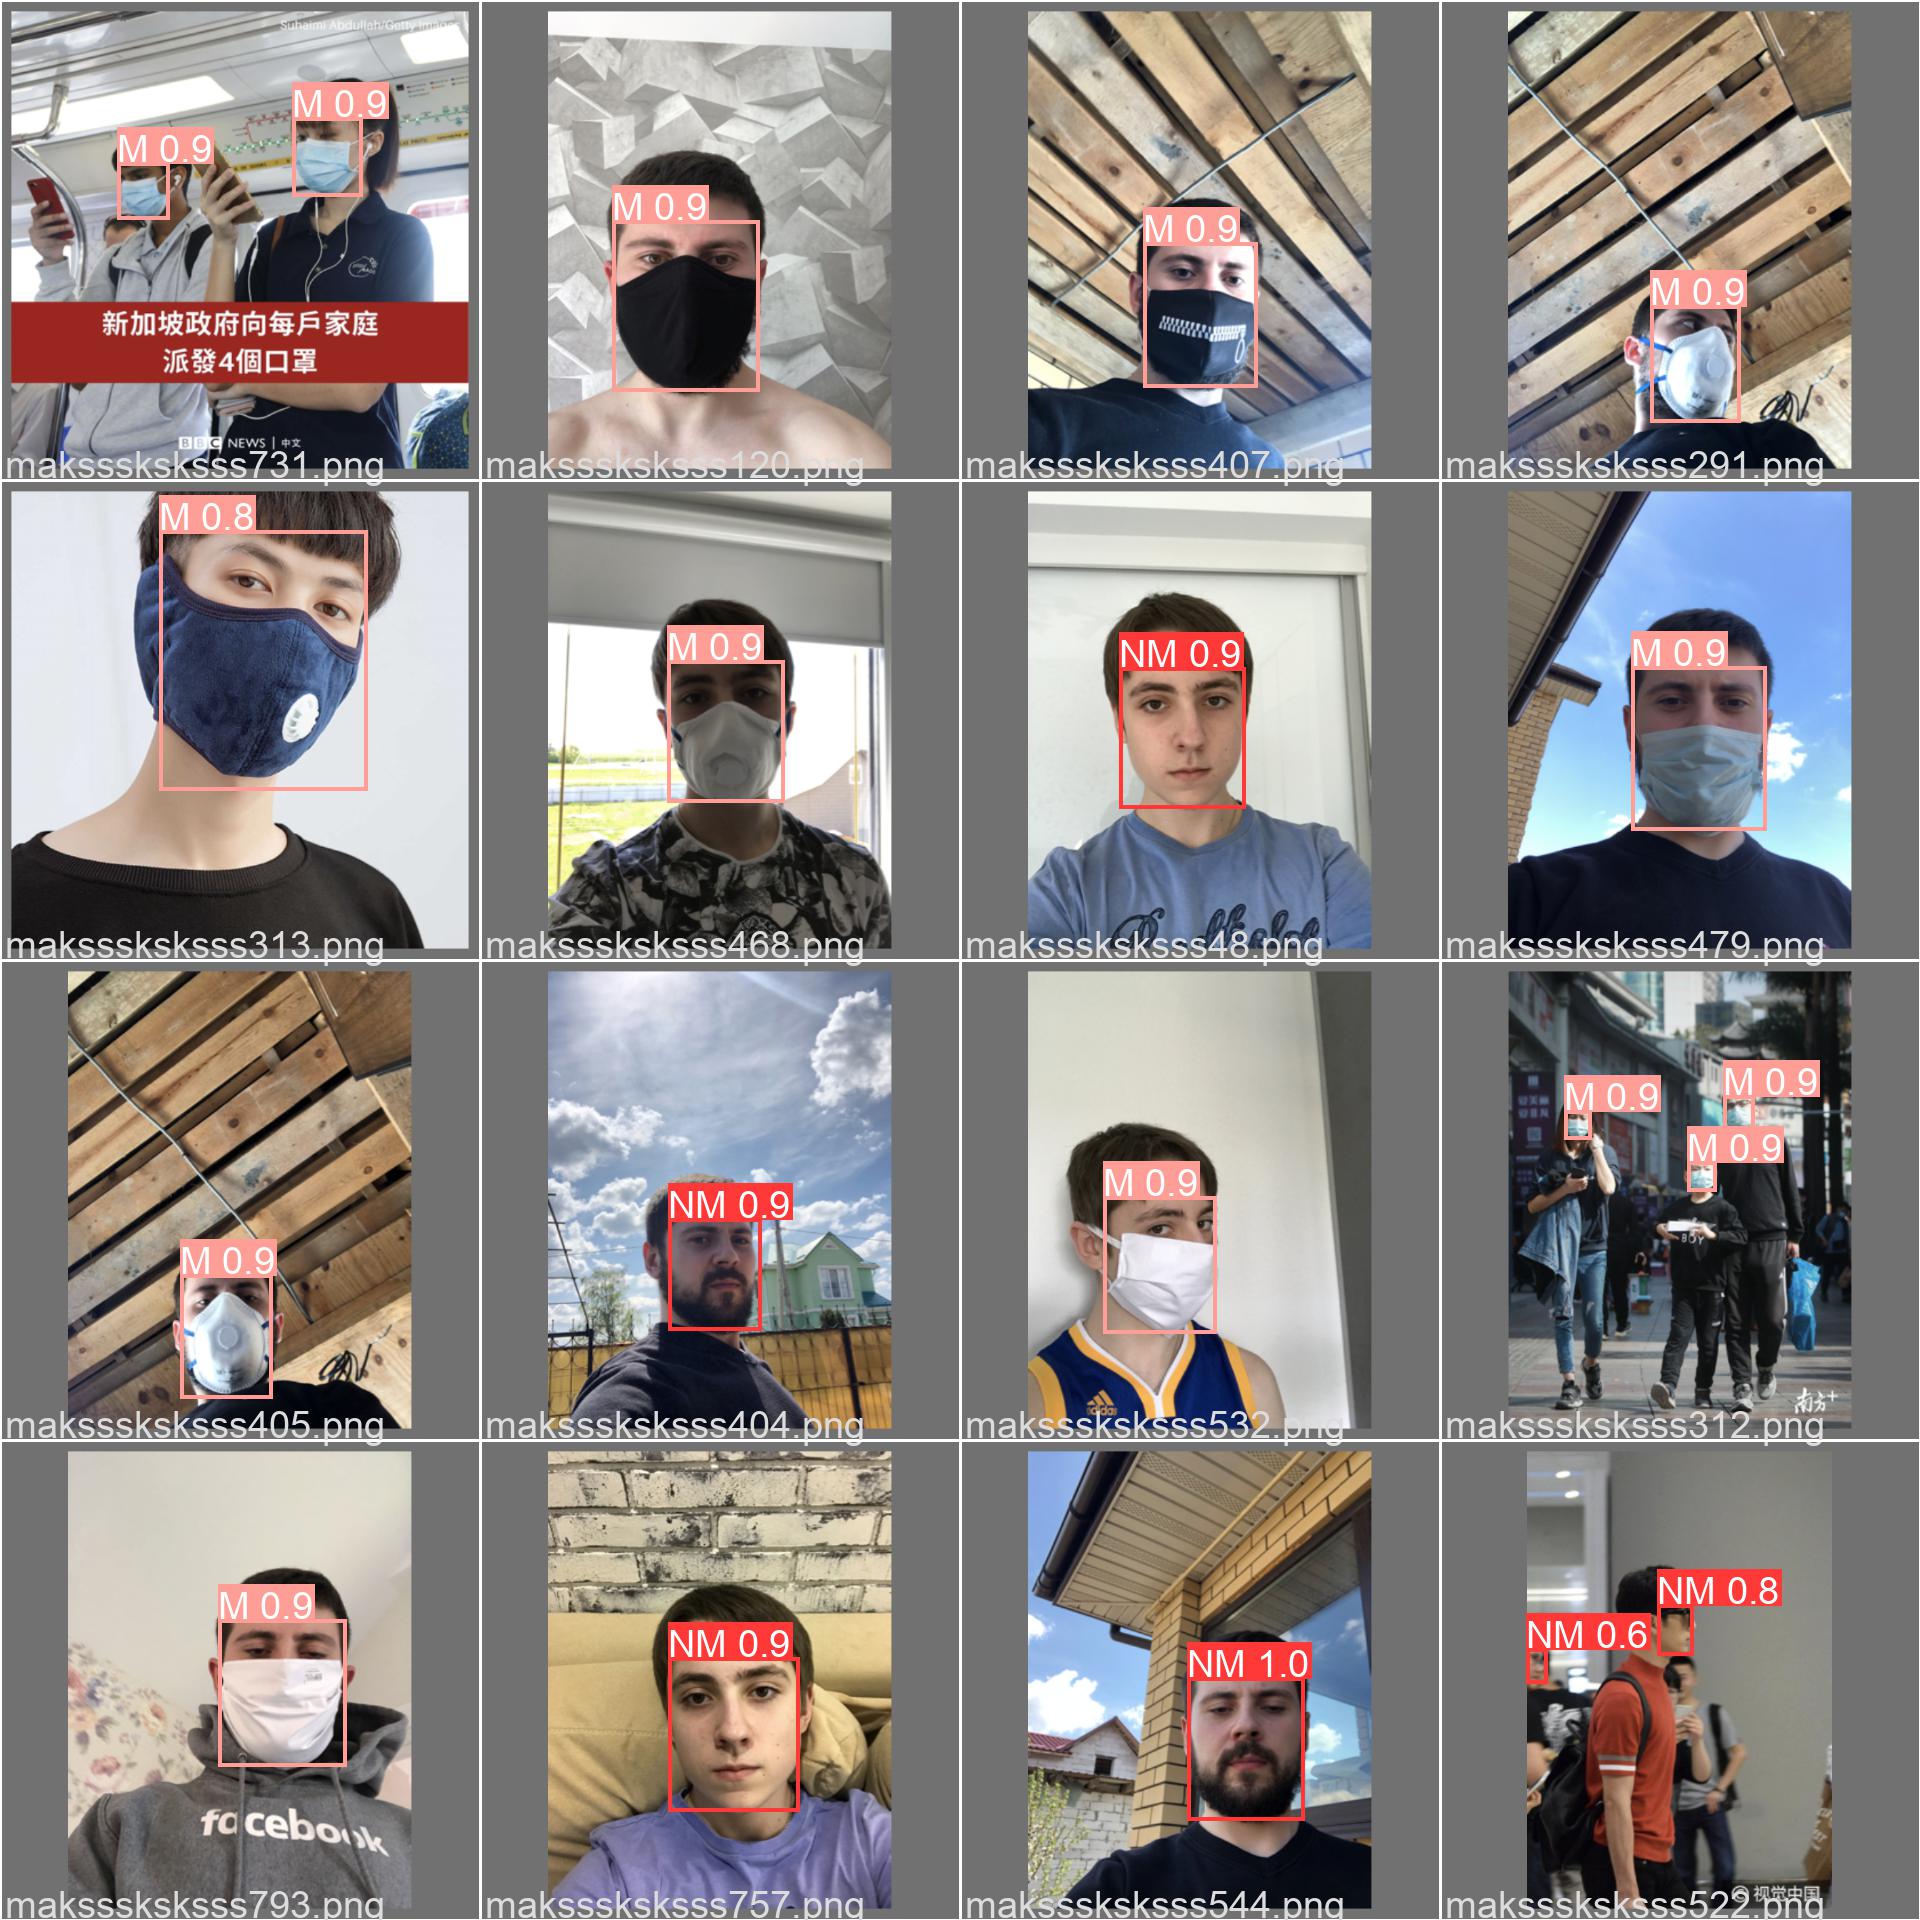 Suhaimi Abdullah/Getty Images
M 0.9
M 0.9
新加坡政府向每戶家庭
派發4個口罩
BBC NEWS | 中文
maksssksksss731.png
M 0.9
maksssksksss120.png
M 0.9
maksssksksss407.png
M 0.9
maksssksksss291.png
M 0.8
maksssksksss313.png
M 0.9
maksssksksss468.png
NM 0.9
maksssksksss48.png
M 0.9
maksssksksss479.png
M 0.9
maksssksksss405.png
NM 0.9
maksssksksss404.png
M 0.9
adidas
maksssksksss532.png
M 0.9
M 0.9
M 0.9
BOY
南方+
maksssksksss312.png
M 0.9
facebook
maksssksksss793.png
NM 0.9
maksssksksss757.png
NM 1.0
maksssksksss544.png
NM 0.8
NM 0.6
© 视觉中国
maksssksksss522.png